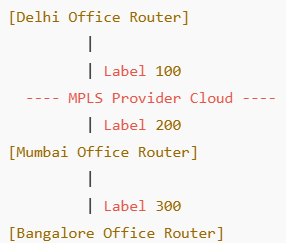 [Delhi Office Router]
|
| Label 100
---- MPLS Provider Cloud ----
| Label 200
[Mumbai Office Router]
|
| Label 300
[Bangalore Office Router]